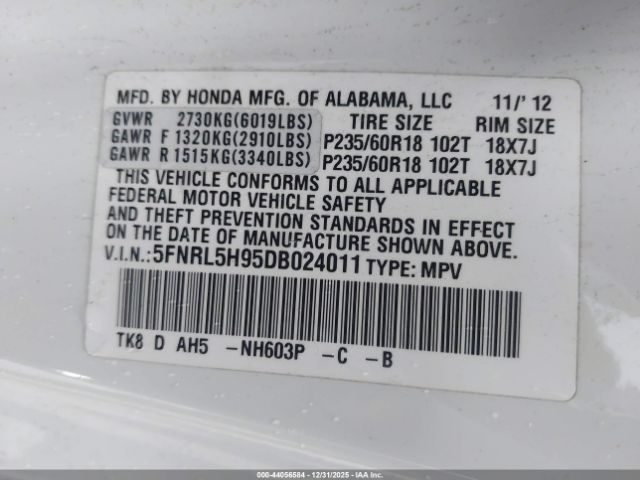 MFD. BY HONDA MFG. OF ALABAMA, LLC 11/'12
GVWR 2730KG(6019LBS) TIRE SIZE RIM SIZE
GAWR F 1320KG(2910LBS) P235/60R18 102T 18X7J
GAWR R 1515KG(3340LBS) P235/60R18 102T 18X7J
THIS VEHICLE CONFORMS TO ALL APPLICABLE
FEDERAL MOTOR VEHICLE SAFETY
AND THEFT PREVENTION STANDARDS IN EFFECT
ON THE DATE OF MANUFACTURE SHOWN ABOVE.
V.I.N.:5FNRL5H95DB024011 TYPE: MPV
TK8 D AH5 -NH603P -C -B
000-44056584 - 12/31/2025 - IAAI.COM